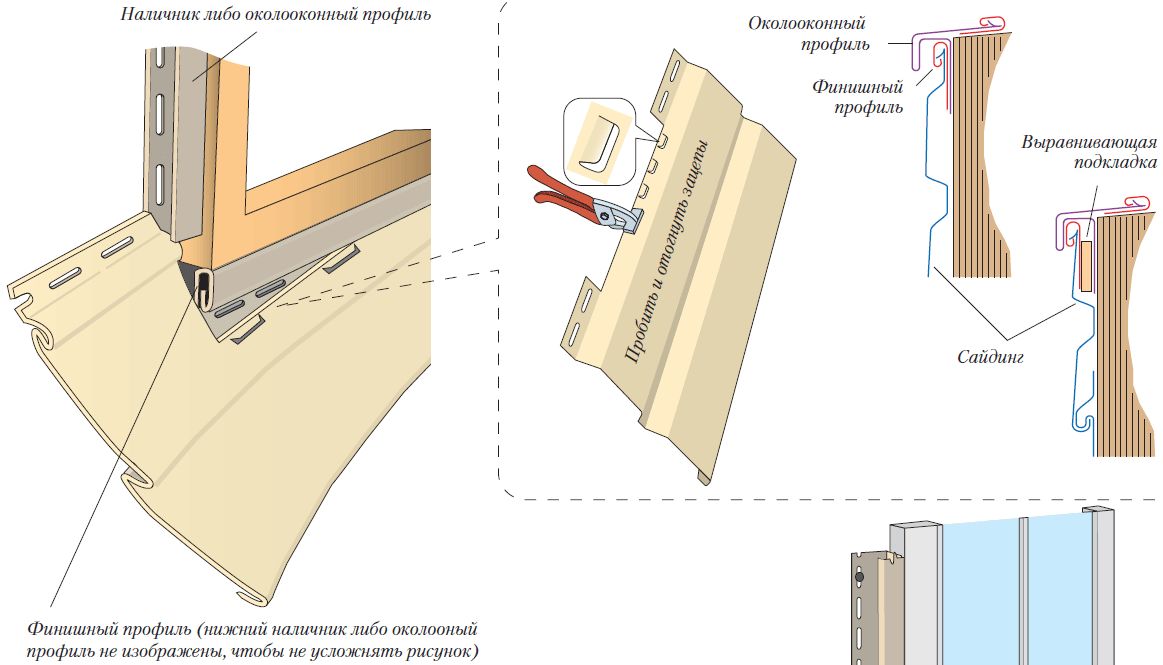 Наличник либо околооконный профиль
Околооконный
профиль
Финишный
профиль
Выравнивающая
подкладка
Пробить и отогнуть зацепы
Сайдинг
Финишный профиль (нижний наличник либо околооный
профиль не изображены, чтобы не усложнять рисунок)